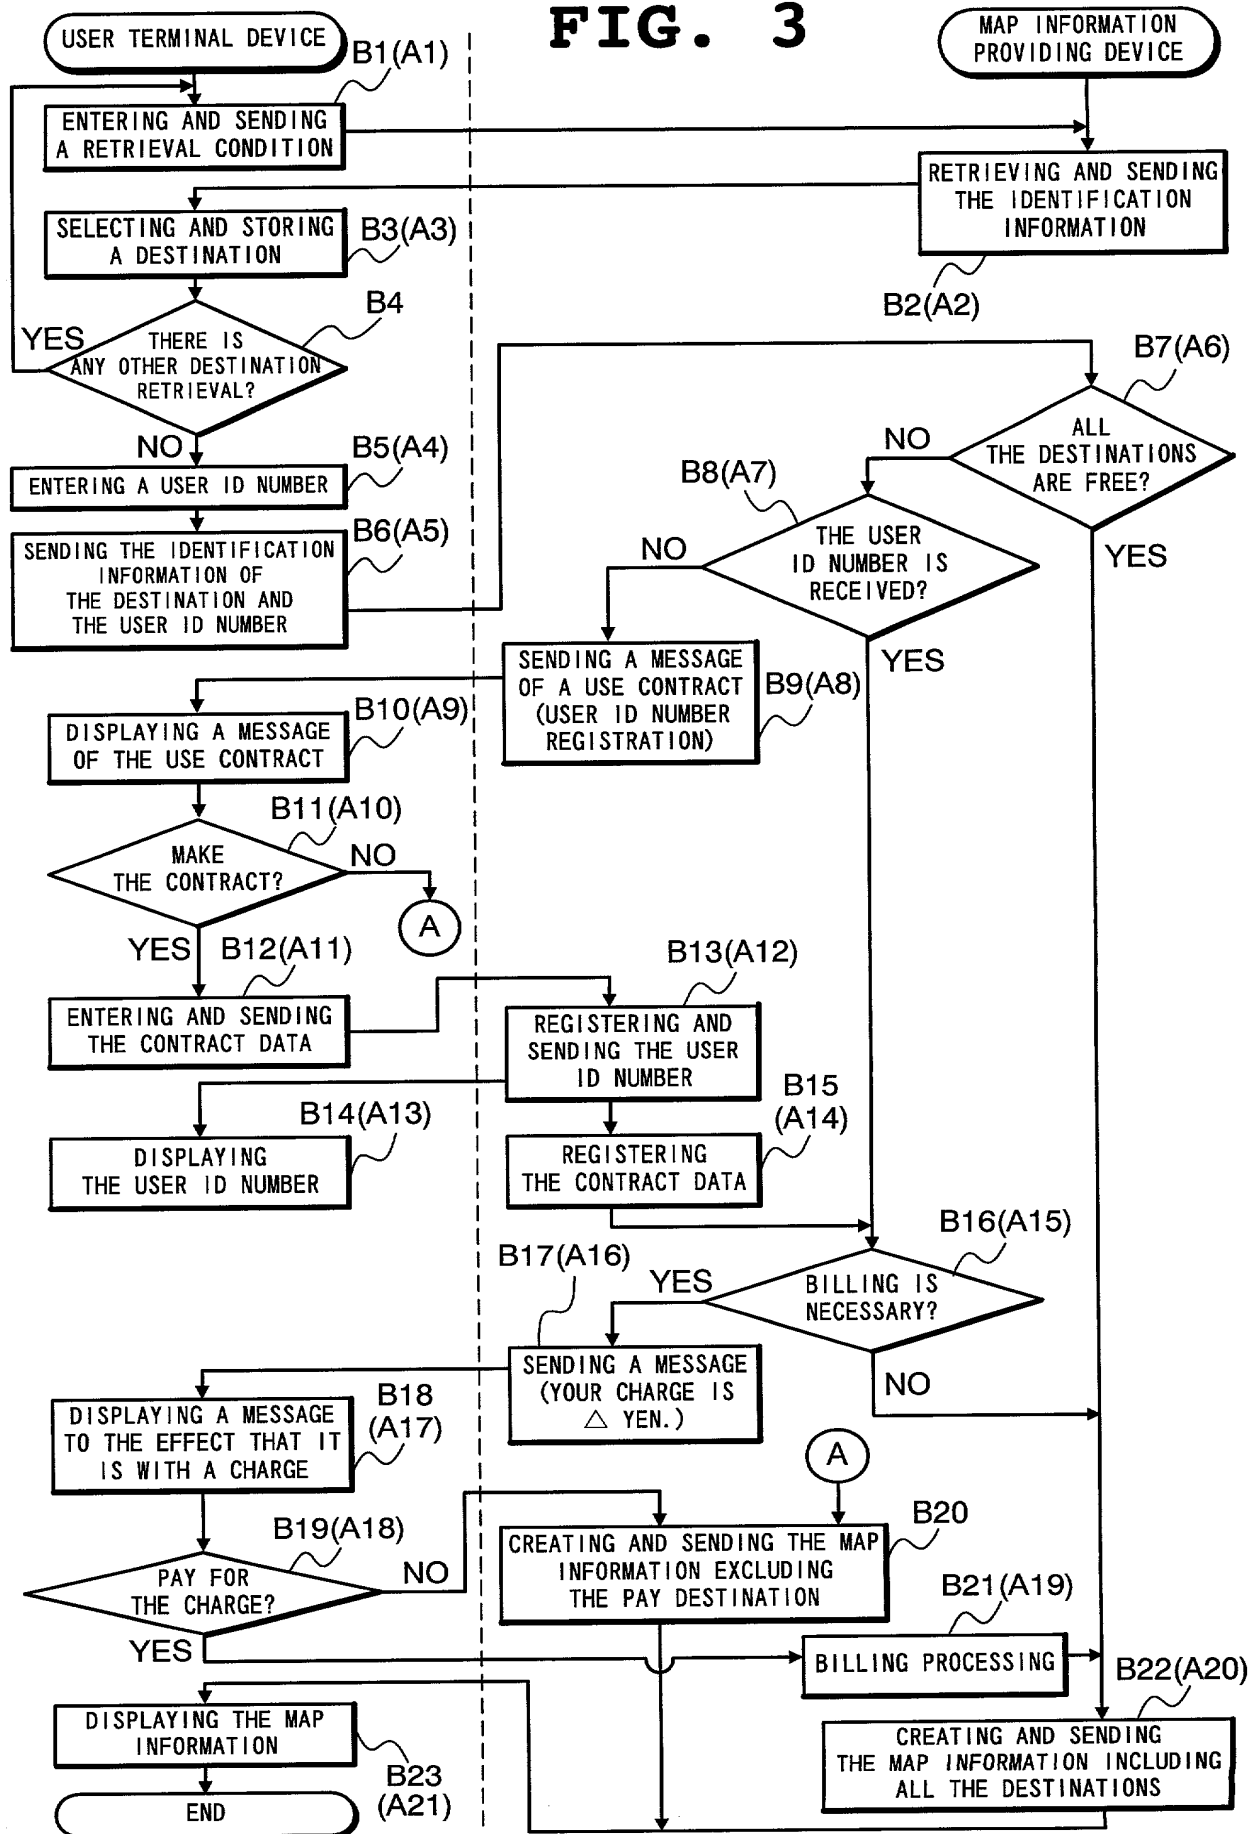 FIG. 3
USER TERMINAL DEVICE
MAP INFORMATION
PROVIDING DEVICE
B1(A1)
ENTERING AND SENDING
A RETRIEVAL CONDITION
RETRIEVING AND SENDING
THE IDENTIFICATION
INFORMATION
B2(A2)
SELECTING AND STORING
A DESTINATION
B3(A3)
B4
YES
THERE IS
ANY OTHER DESTINATION
RETRIEVAL?
NO
B5(A4)
ENTERING A USER ID NUMBER
B6(A5)
SENDING THE IDENTIFICATION
INFORMATION OF
THE DESTINATION AND
THE USER ID NUMBER
B7(A6)
ALL
THE DESTINATIONS
ARE FREE?
NO
YES
B8(A7)
THE USER
ID NUMBER IS
RECEIVED?
NO
YES
SENDING A MESSAGE
OF A USE CONTRACT
(USER ID NUMBER
REGISTRATION)
B9(A8)
B10(A9)
DISPLAYING A MESSAGE
OF THE USE CONTRACT
B11(A10)
MAKE
THE CONTRACT?
NO
A
YES
B12(A11)
ENTERING AND SENDING
THE CONTRACT DATA
B13(A12)
REGISTERING AND
SENDING THE USER
ID NUMBER
B14(A13)
DISPLAYING
THE USER ID NUMBER
B15
(A14)
REGISTERING
THE CONTRACT DATA
B16(A15)
BILLING IS
NECESSARY?
YES
NO
B17(A16)
SENDING A MESSAGE
(YOUR CHARGE IS
△ YEN.)
B18
(A17)
DISPLAYING A MESSAGE
TO THE EFFECT THAT IT
IS WITH A CHARGE
B19(A18)
PAY FOR
THE CHARGE?
NO
YES
A
B20
CREATING AND SENDING THE MAP
INFORMATION EXCLUDING
THE PAY DESTINATION
B21(A19)
BILLING PROCESSING
B22(A20)
CREATING AND SENDING
THE MAP INFORMATION INCLUDING
ALL THE DESTINATIONS
DISPLAYING THE MAP
INFORMATION
B23
(A21)
END